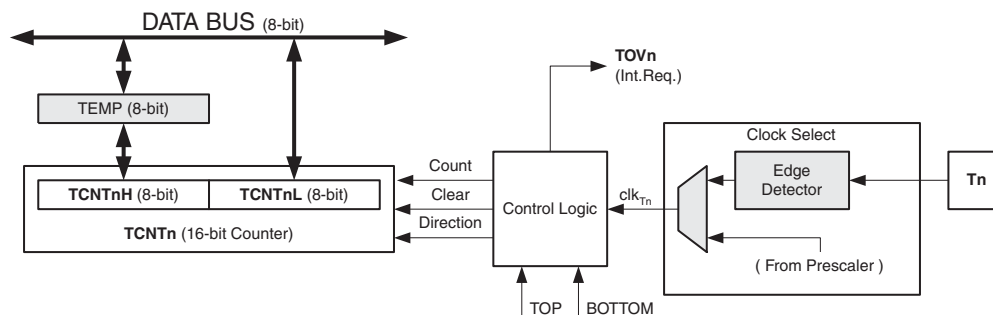 DATA BUS (8-bit)
TOVn
(Int.Req.)
TEMP (8-bit)
Clock Select
Count
Edge
Detector
Tn
TCNTnH (8-bit) TCNTnL (8-bit)
Clear
Control Logic
clkTn
Direction
TCNTn (16-bit Counter)
( From Prescaler )
TOP
BOTTOM